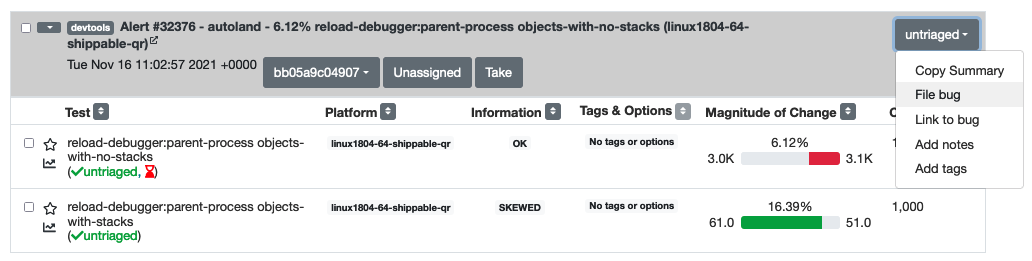 devtools Alert #32376 - autoland - 6.12% reload-debugger:parent-process objects-with-no-stacks (linux1804-64-
shippable-qr)
untriaged
Tue Nov 16 11:02:57 2021 +0000 bb05a9c04907 Unassigned Take
Copy Summary
File bug
Link to bug
Add notes
Add tags
Test Platform Information Tags & Options Magnitude of Change
reload-debugger:parent-process objects-
with-no-stacks
(untriaged, )
linux1804-64-shippable-qr
OK
No tags or options
6.12%
3.0K 3.1K
reload-debugger:parent-process objects-
with-stacks
(untriaged)
linux1804-64-shippable-qr
SKEWED
No tags or options
16.39%
61.0 51.0
1,000